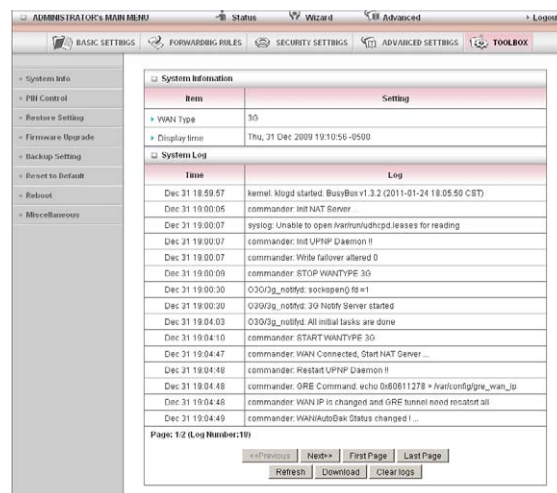 ADMINISTRATOR's MAIN MENU Status Wizard Advanced Logout
BASIC SETTINGS FORWARDING RULES SECURITY SETTINGS ADVANCED SETTINGS TOOLBOX
System Info
PIN Control
Restore Setting
Firmware Upgrade
Backup Setting
Reset to Default
Reboot
Miscellaneous
System Infomation
Item Setting
WAN Type 3G
Display time Thu, 31 Dec 2009 19:10:56 -0500
System Log
Time Log
Dec 31 18:59:57 kernel: klogd started: BusyBox v1.3.2 (2011-01-24 18:05:50 CST)
Dec 31 19:00:05 commander: Init NAT Server ...
Dec 31 19:00:07 syslog: Unable to open /var/run/udhcpd.leases for reading
Dec 31 19:00:07 commander: Init UPNP Daemon !!
Dec 31 19:00:07 commander: Write failover altered 0
Dec 31 19:00:09 commander: STOP WANTYPE 3G
Dec 31 19:00:30 O3G/3g_notifyd: sockopen() fd =1
Dec 31 19:00:30 O3G/3g_notifyd: 3G Notify Server started
Dec 31 19:04:03 O3G/3g_notifyd: All initial tasks are done
Dec 31 19:04:10 commander: START WANTYPE 3G
Dec 31 19:04:47 commander: WAN Connected, Start NAT Server ...
Dec 31 19:04:48 commander: Restart UPNP Daemon !!
Dec 31 19:04:48 commander: GRE Command: echo 0x60611278 > /var/config/gre_wan_ip
Dec 31 19:04:48 commander: WAN IP is changed and GRE tunnel need resatsrt all
Dec 31 19:04:49 commander: WAN/AutoBak Status changed ! ...
Page: 1/2 (Log Number:18)
<<Previous Next>> First Page Last Page
Refresh Download Clear logs